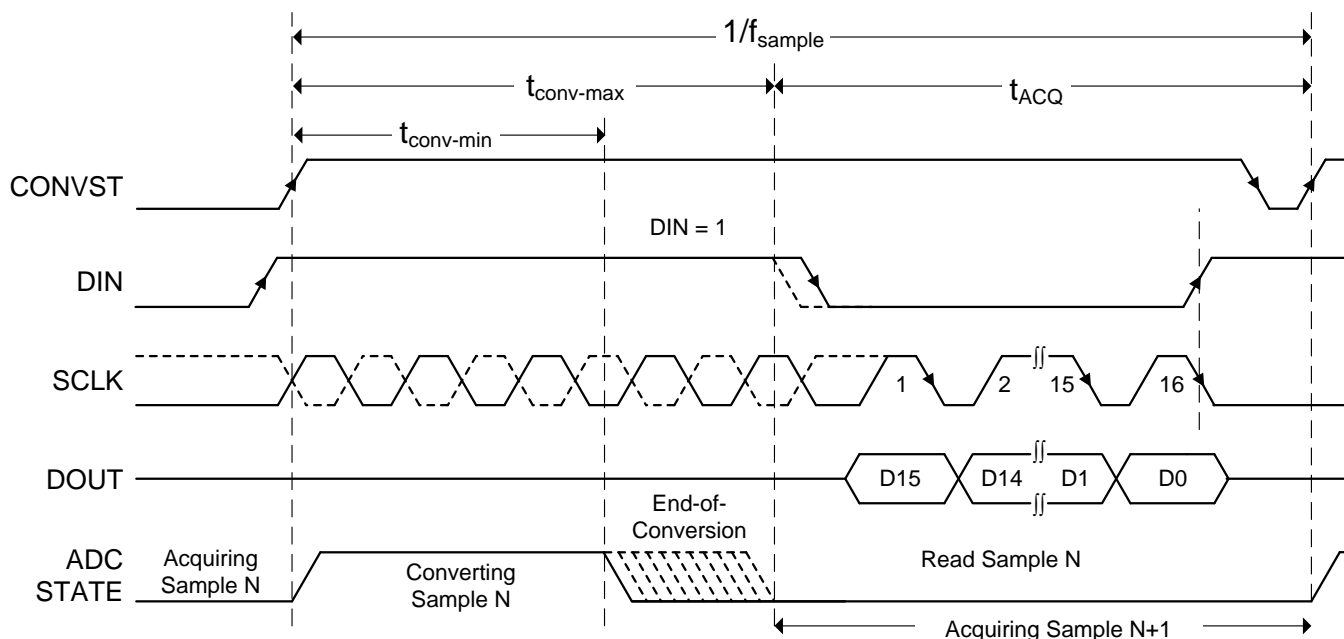 1/fsample
tconv-max
tACQ
tconv-min
CONVST
DIN = 1
DIN
SCLK
1
2
∫∫
15
16
DOUT
D15
D14
∫∫
∫∫
D1
D0
End-of-
Conversion
ADC
STATE
Acquiring
Sample N
Converting
Sample N
Read Sample N
Acquiring Sample N+1